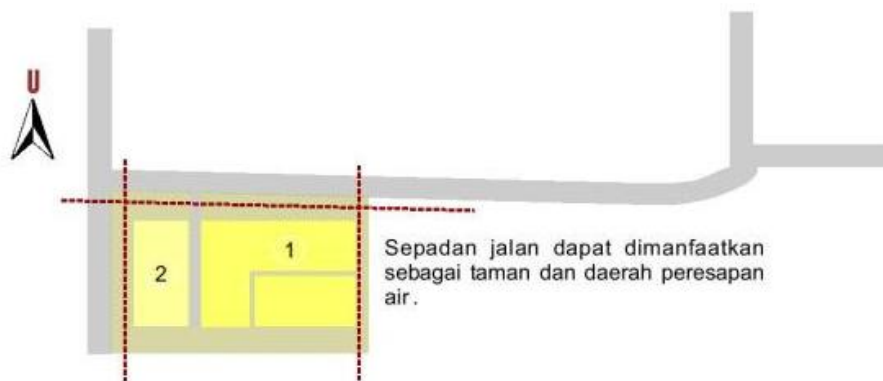 U
1
2
Sepadan jalan dapat dimanfaatkan
sebagai taman dan daerah peresapan
air.